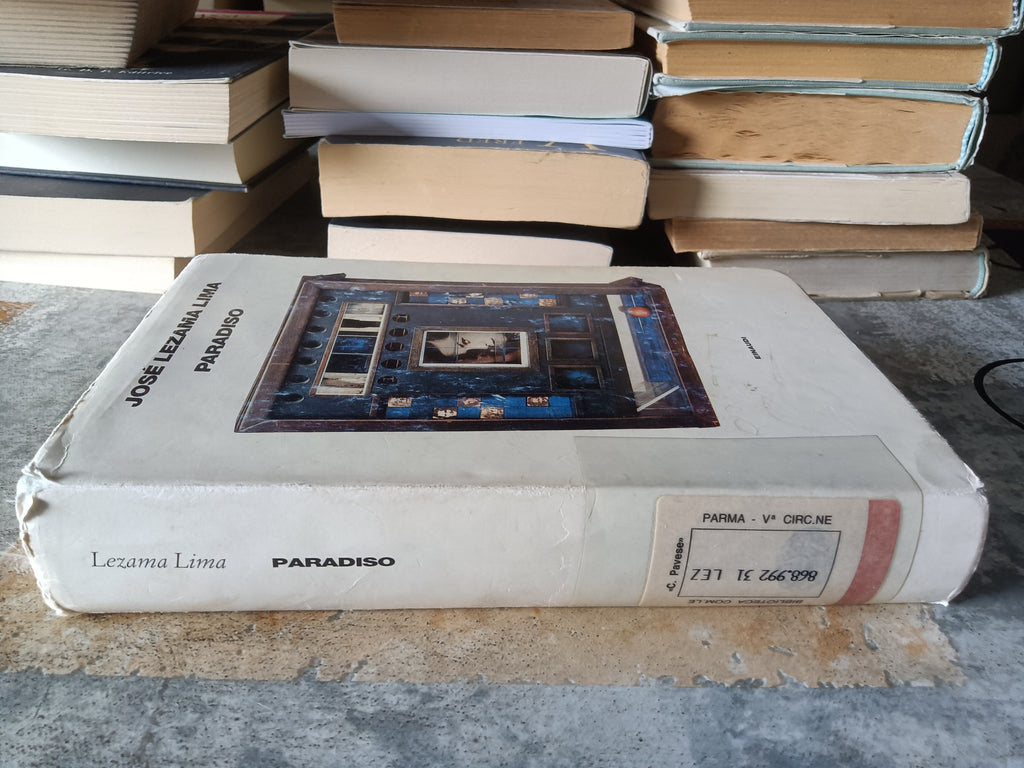 JOSÉ LEZAMA LIMA
PARADISO
EINAUDI
Lezama Lima
PARADISO
PARMA - Vª CIRC.NE
«C. Pavese»
868.992 31 LEZ
BIBLIOTECA COM.LE